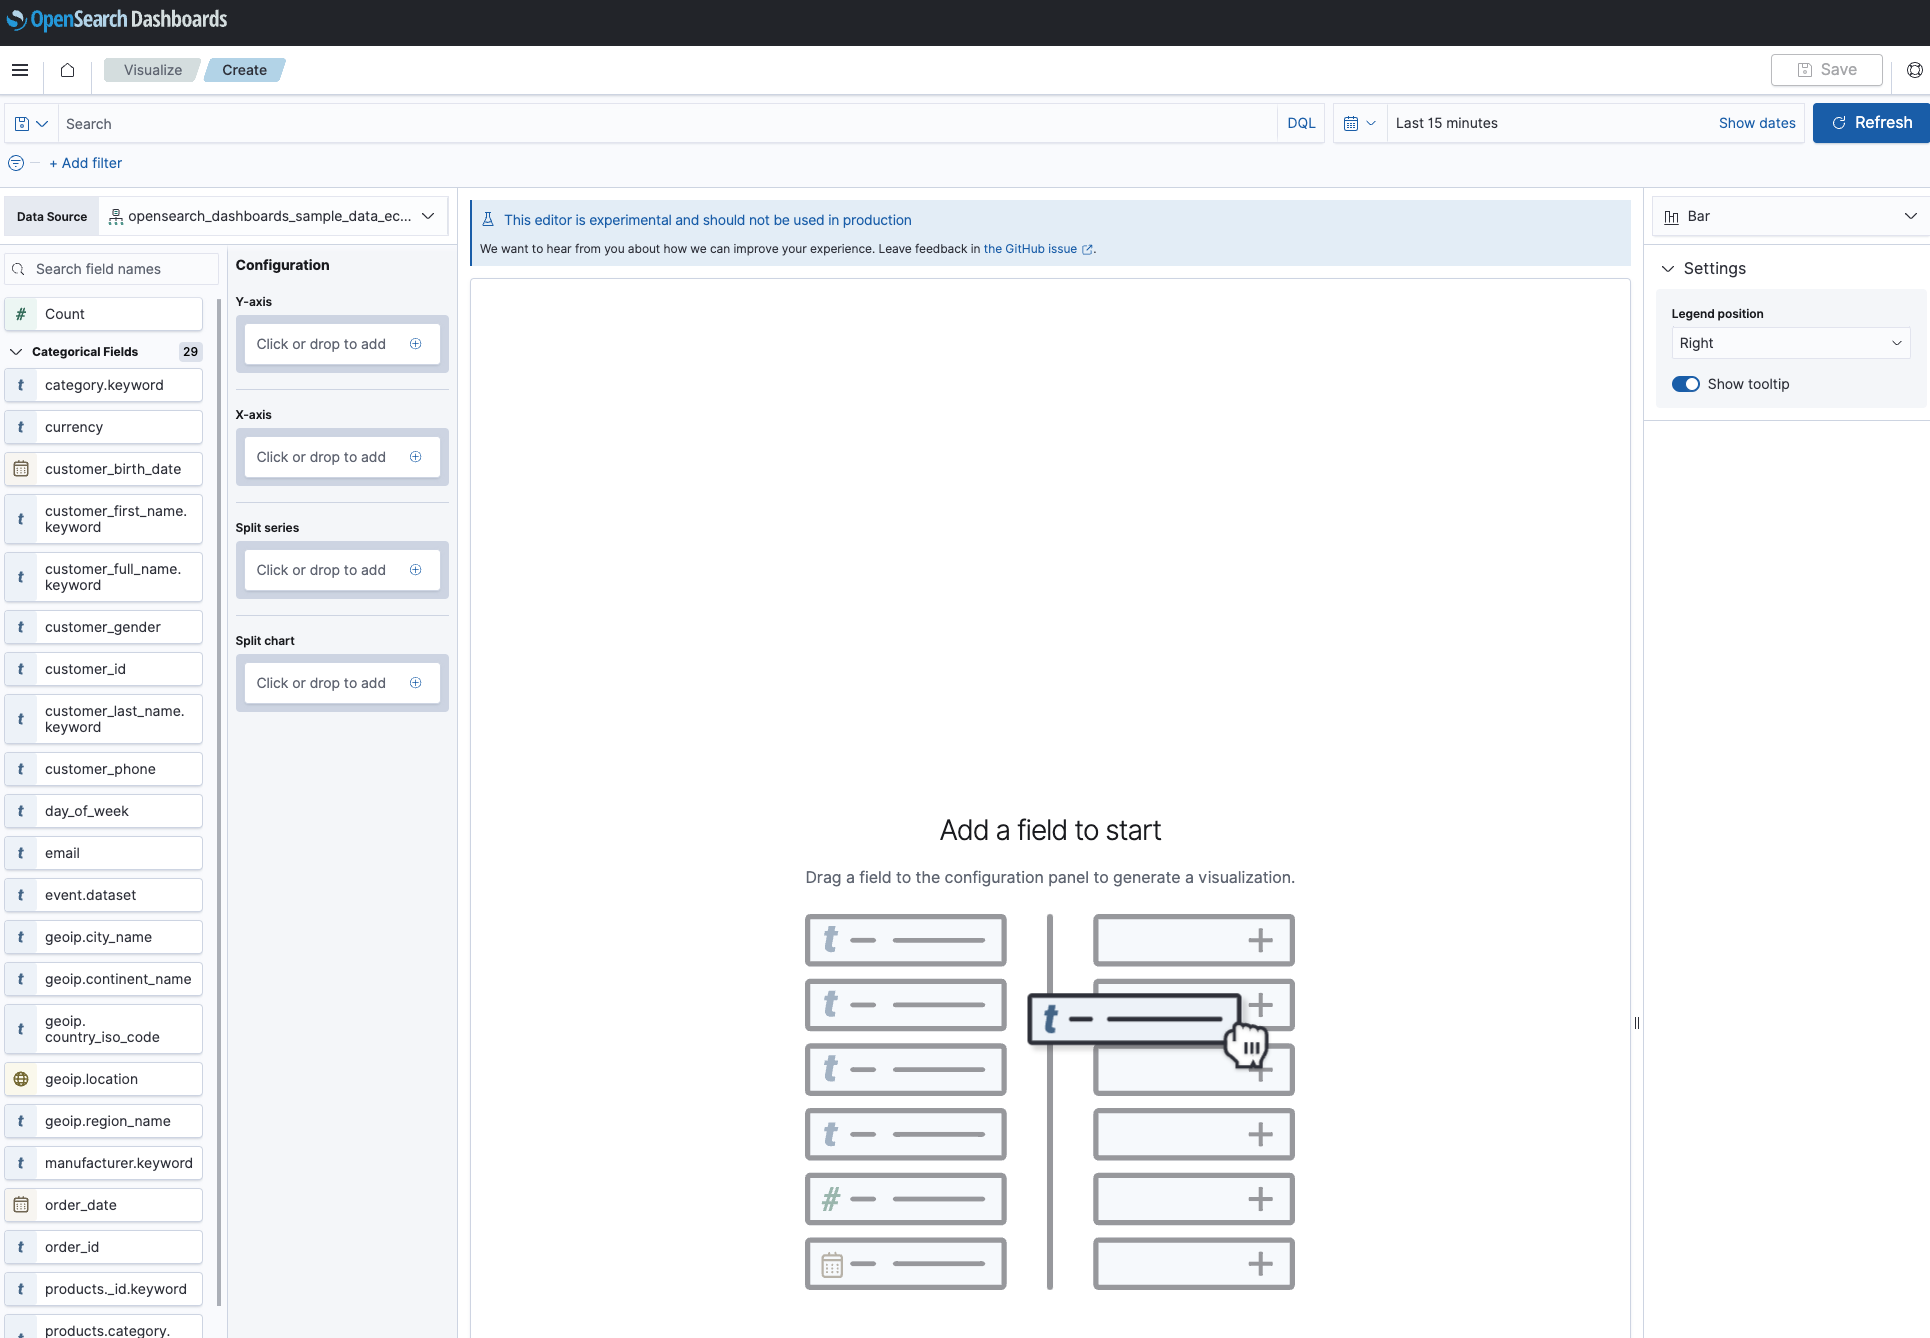 OpenSearch Dashboards
Visualize
Create
Save
Search
DQL
Last 15 minutes
Show dates
Refresh
+ Add filter
Data Source
opensearch_dashboards_sample_data_ec...
Search field names
# Count
Categorical Fields 29
t category.keyword
t currency
customer_birth_date
t customer_first_name.
keyword
t customer_full_name.
keyword
t customer_gender
t customer_id
t customer_last_name.
keyword
t customer_phone
t day_of_week
t email
t event.dataset
t geoip.city_name
t geoip.continent_name
t geoip.
country_iso_code
geoip.location
t geoip.region_name
t manufacturer.keyword
order_date
t order_id
t products._id.keyword
products.category.
Configuration
Y-axis
Click or drop to add
X-axis
Click or drop to add
Split series
Click or drop to add
Split chart
Click or drop to add
This editor is experimental and should not be used in production
We want to hear from you about how we can improve your experience. Leave feedback in the GitHub issue.
Add a field to start
Drag a field to the configuration panel to generate a visualization.
t
t
t
t
t
#
Bar
Settings
Legend position
Right
Show tooltip